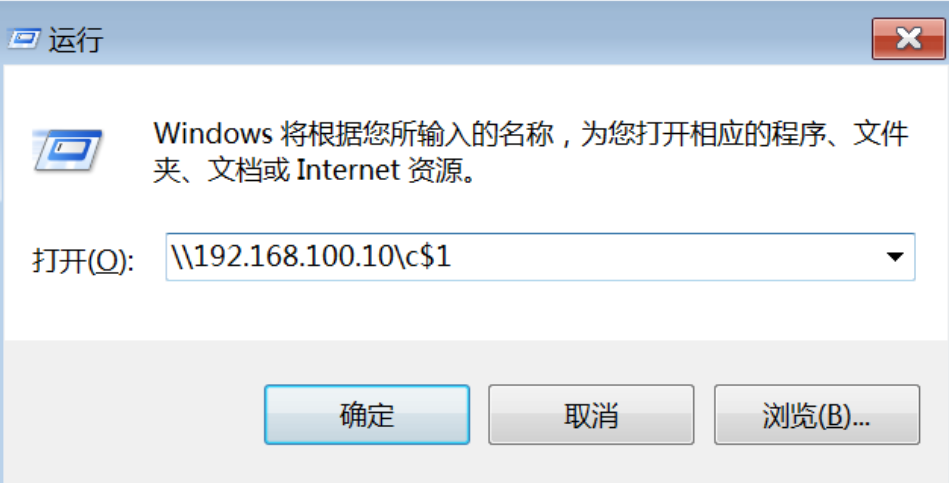 运行
Windows 将根据您所输入的名称，为您打开相应的程序、文件
夹、文档或 Internet 资源。
打开(O): \\192.168.100.10\c$1
确定 取消 浏览(B)...